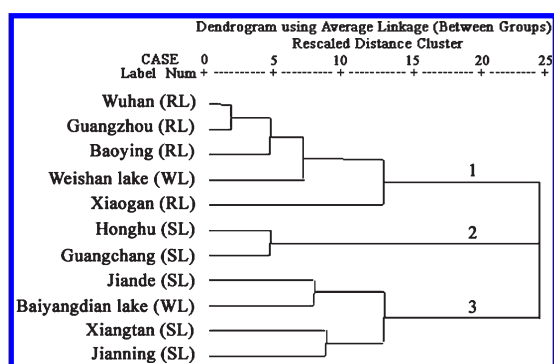 Dendrogram using Average Linkage (Between Groups)
Rescaled Distance Cluster
CASE 0 5 10 15 20 25
Label Num
Wuhan (RL)
Guangzhou (RL)
Baoying (RL)
Weishan lake (WL) 1
Xiaogan (RL)
Honghu (SL) 2
Guangchang (SL)
Jiande (SL)
Baiyangdian lake (WL) 3
Xiangtan (SL)
Jianning (SL)